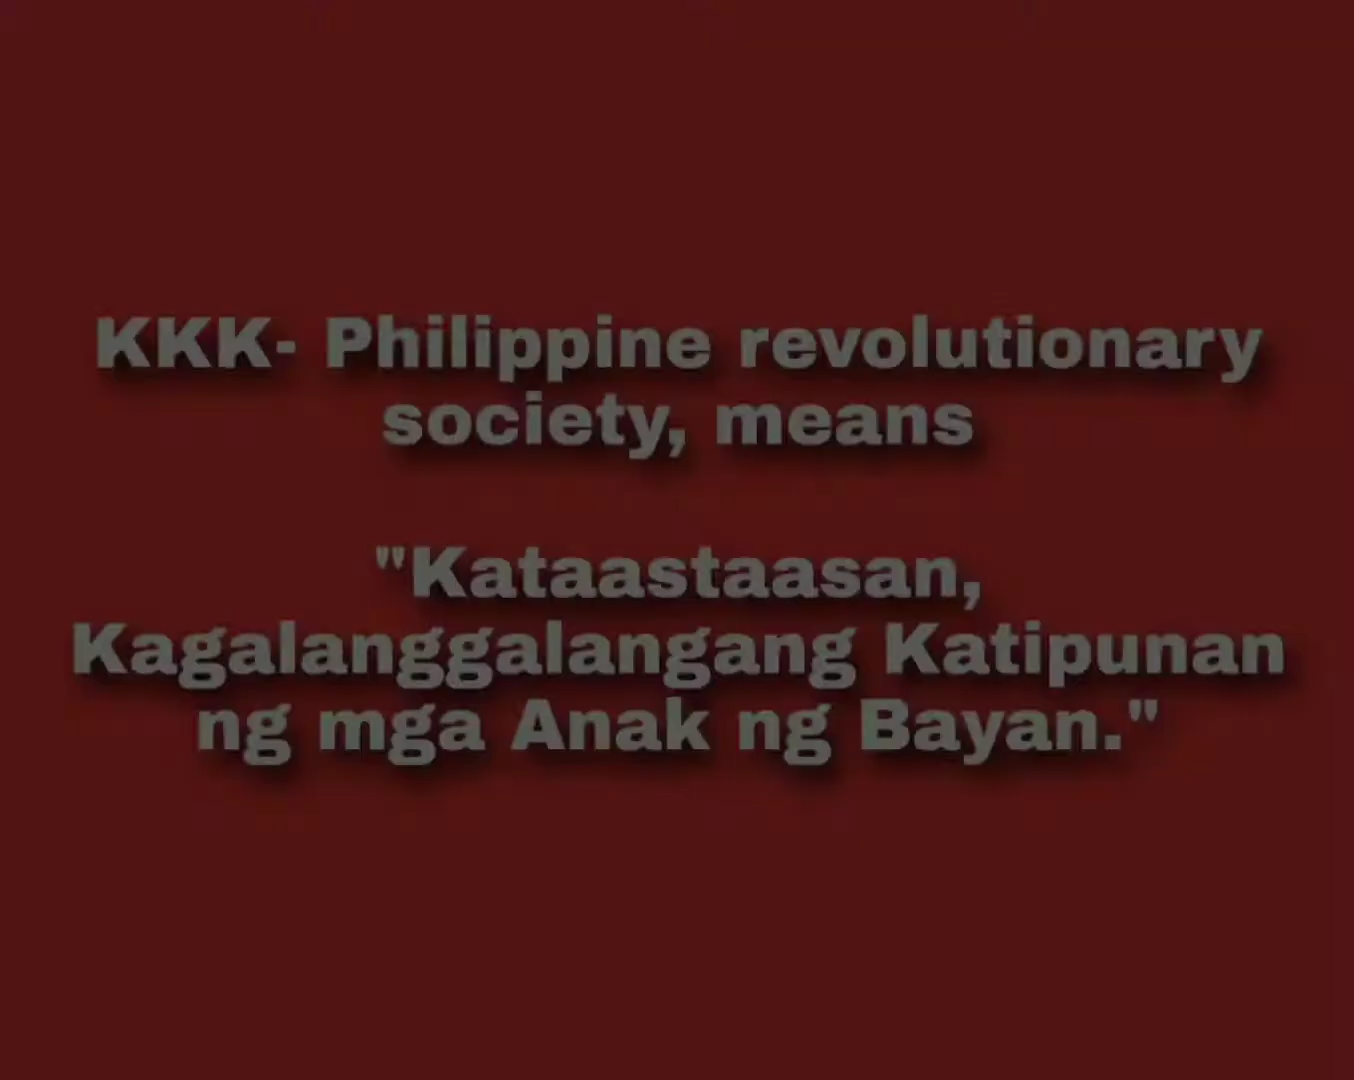 KKK- Philippine revolutionary
society, means
"Kataastaasan,
Kagalanggalangang Katipunan
ng mga Anak ng Bayan."